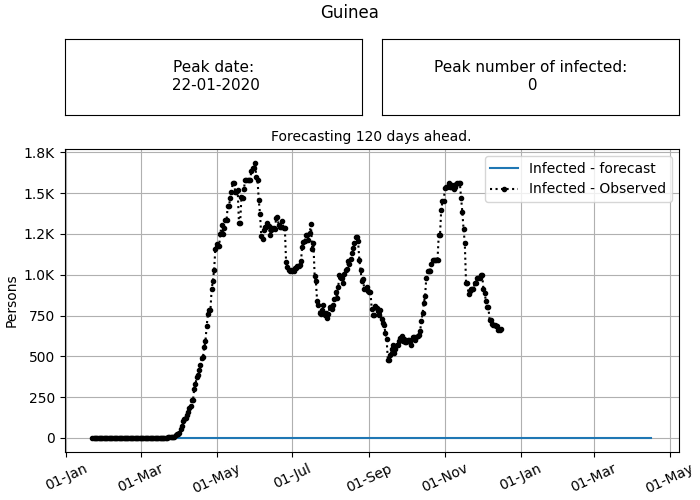 Guinea
Peak date:
22-01-2020
Peak number of infected:
0
Forecasting 120 days ahead.
1.8K
1.5K
1.2K
1.0K
750
500
250
0
Persons
Infected - forecast
Infected - Observed
01-Jan
01-Mar
01-May
01-Jul
01-Sep
01-Nov
01-Jan
01-Mar
01-May